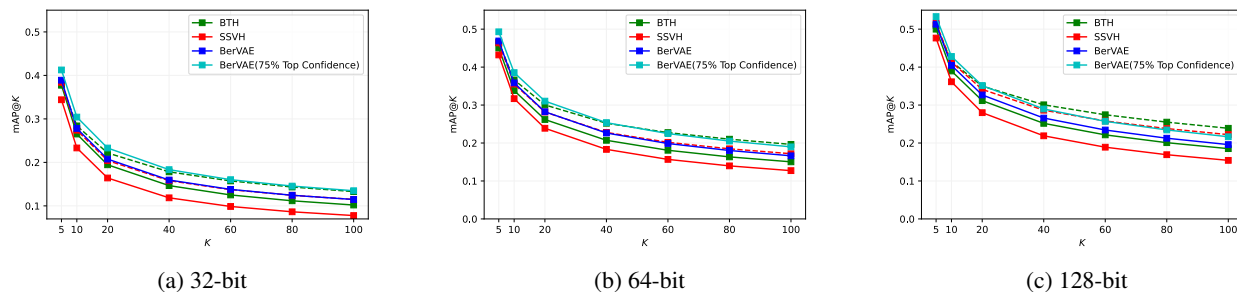 0.5
0.4
0.3
0.2
0.1
mAP@K
5 10 20 40 60 80 100
K
BTH
SSVH
BerVAE
BerVAE(75% Top Confidence)
(a) 32-bit
0.5
0.4
0.3
0.2
0.1
0.0
mAP@K
5 10 20 40 60 80 100
K
BTH
SSVH
BerVAE
BerVAE(75% Top Confidence)
(b) 64-bit
0.5
0.4
0.3
0.2
0.1
0.0
mAP@K
5 10 20 40 60 80 100
K
BTH
SSVH
BerVAE
BerVAE(75% Top Confidence)
(c) 128-bit